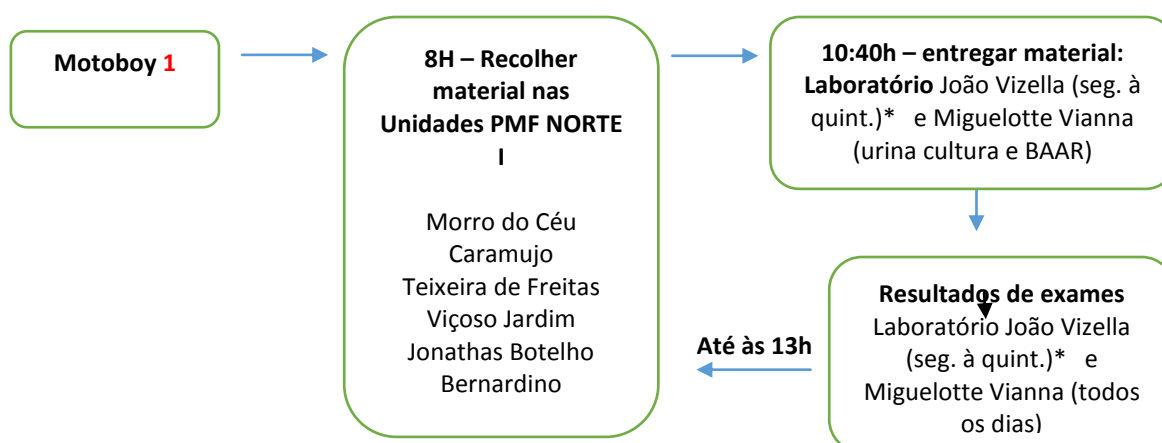 Motoboy 1
8H – Recolher
material nas
Unidades PMF NORTE
I
Morro do Céu
Caramujo
Teixeira de Freitas
Viçoso Jardim
Jonathas Botelho
Bernardino
10:40h – entregar material:
Laboratório João Vizella (seg. à
quint.)* e Miguelotte Vianna
(urina cultura e BAAR)
Resultados de exames
Laboratório João Vizella
(seg. à quint.)* e
Miguelotte Vianna (todos
os dias)
Até às 13h